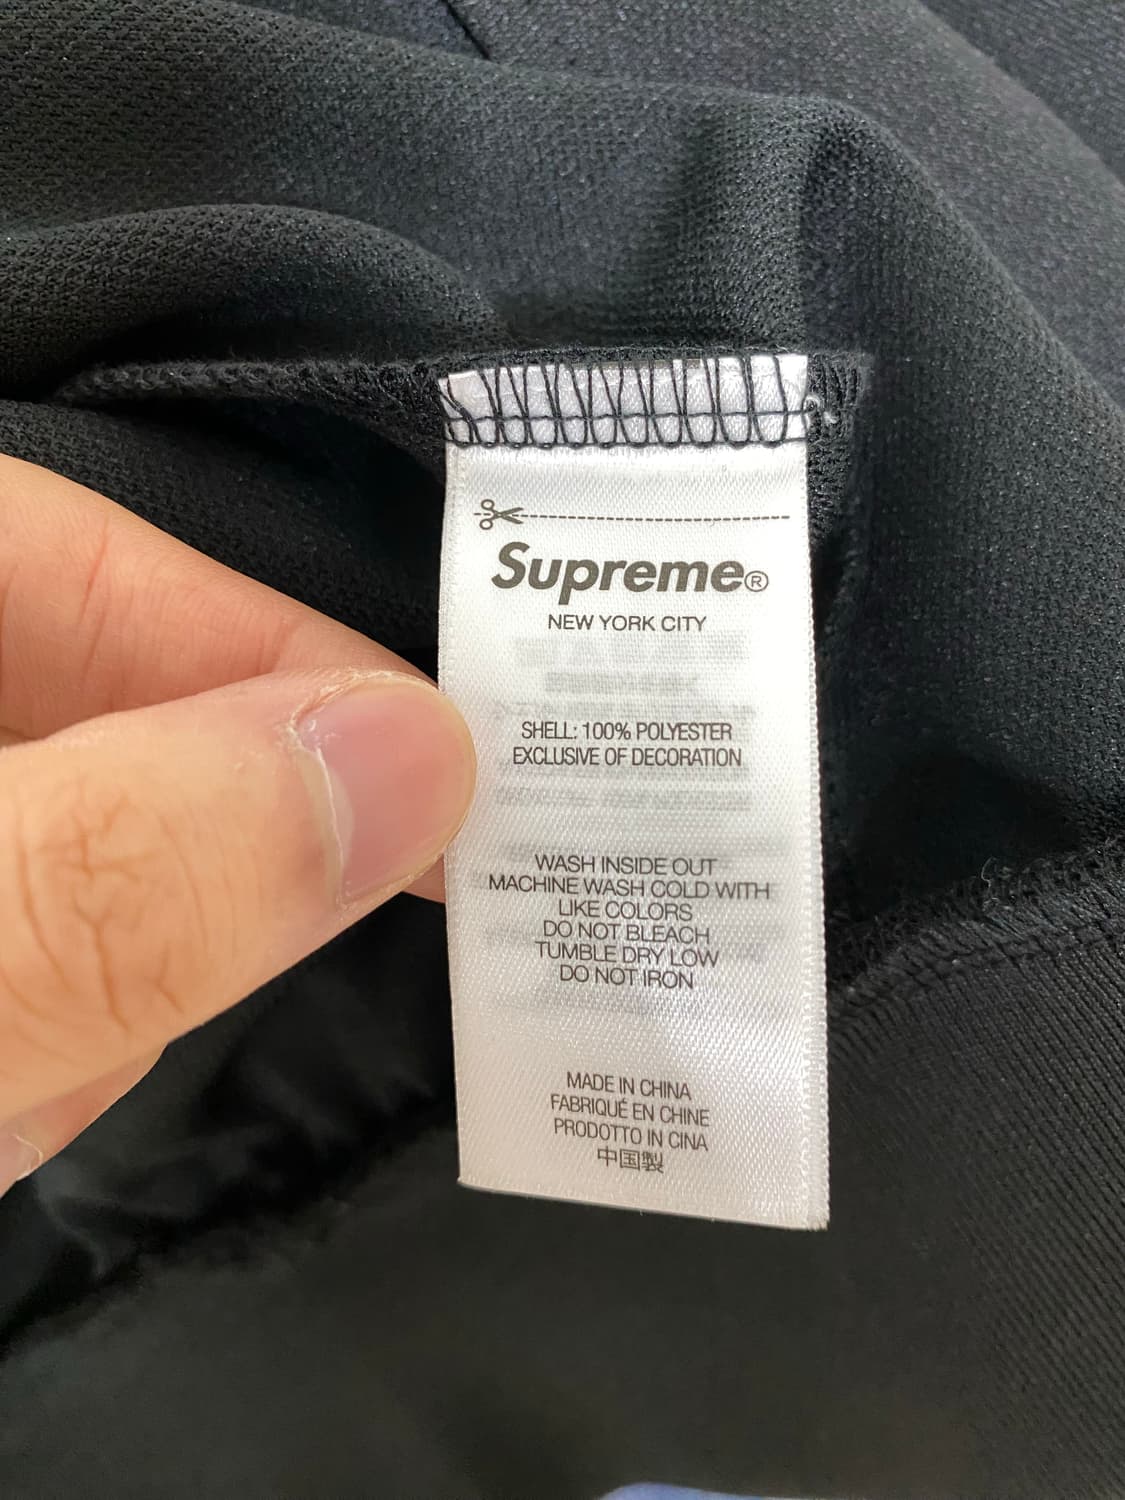 Supreme®
NEW YORK CITY
SHELL: 100% POLYESTER
EXCLUSIVE OF DECORATION
WASH INSIDE OUT
MACHINE WASH COLD WITH
LIKE COLORS
DO NOT BLEACH
TUMBLE DRY LOW
DO NOT IRON
MADE IN CHINA
FABRIQUÉ EN CHINE
PRODOTTO IN CINA
中国製